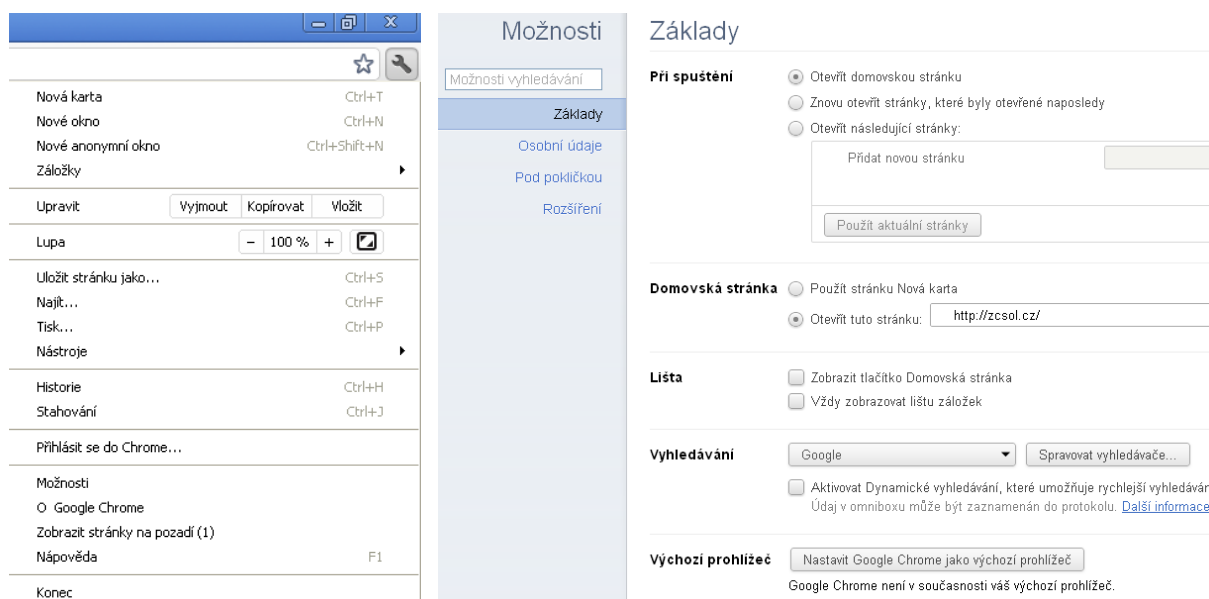 Nová karta Ctrl+T
Nové okno Ctrl+N
Nové anonymní okno Ctrl+Shift+N
Záložky
Upravit Vyjmout Kopírovat Vložit
Lupa − 100 % +
Uložit stránku jako... Ctrl+S
Najít... Ctrl+F
Tisk... Ctrl+P
Nástroje
Historie Ctrl+H
Stahování Ctrl+J
Přihlásit se do Chrome...
Možnosti
O Google Chrome
Zobrazit stránky na pozadí (1)
Nápověda F1
Konec
Možnosti
Možnosti vyhledávání
Základy
Osobní údaje
Pod pokličkou
Rozšíření
Základy
Při spuštění
Otevřít domovskou stránku
Znovu otevřít stránky, které byly otevřené naposledy
Otevřít následující stránky:
Přidat novou stránku
Použít aktuální stránky
Domovská stránka
Použít stránku Nová karta
Otevřít tuto stránku: http://zcsol.cz/
Lišta
Zobrazit tlačítko Domovská stránka
Vždy zobrazovat lištu záložek
Vyhledávání
Google Spravovat vyhledávače...
Aktivovat Dynamické vyhledávání, které umožňuje rychlejší vyhledáván
Údaj v omniboxu může být zaznamenán do protokolu. Další informace
Výchozí prohlížeč
Nastavit Google Chrome jako výchozí prohlížeč
Google Chrome není v současnosti váš výchozí prohlížeč.